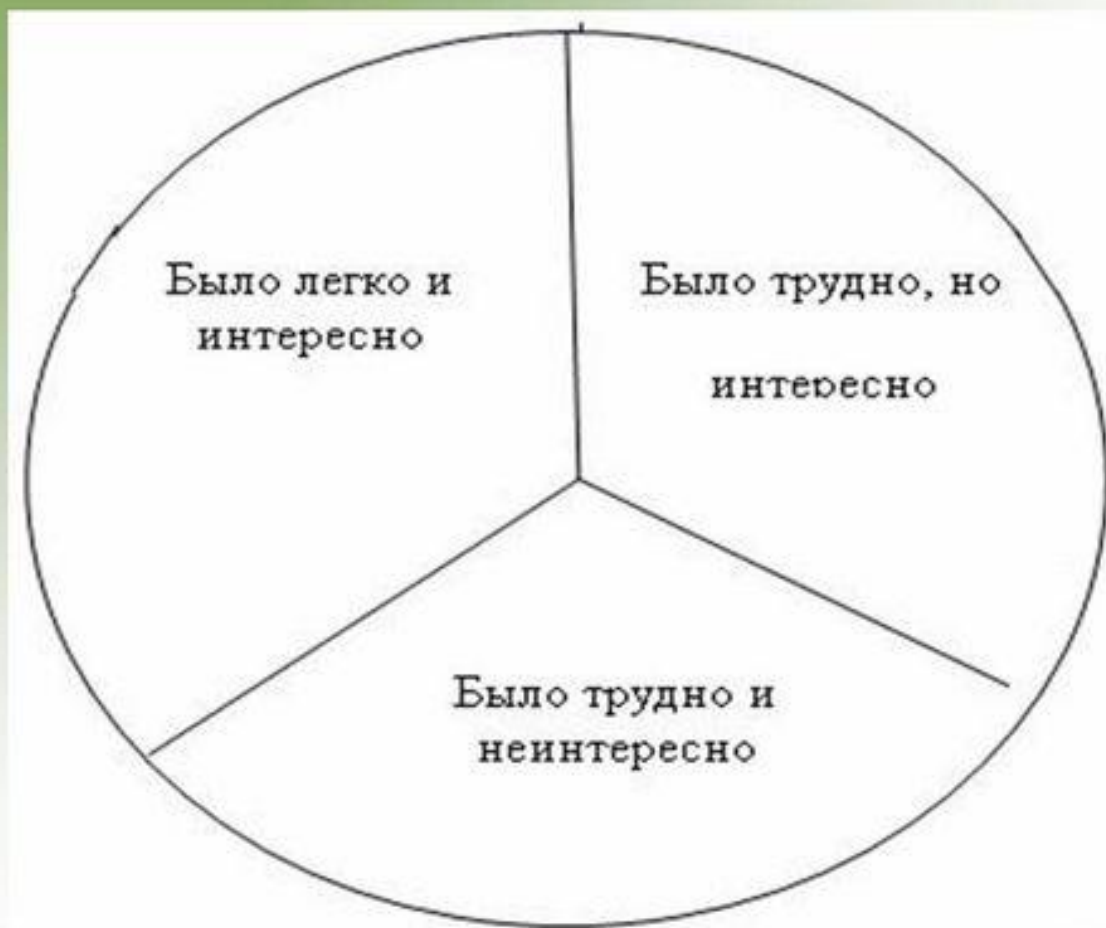 Было легко и
интересно
Было трудно, но
интересно
Было трудно и
неинтересно